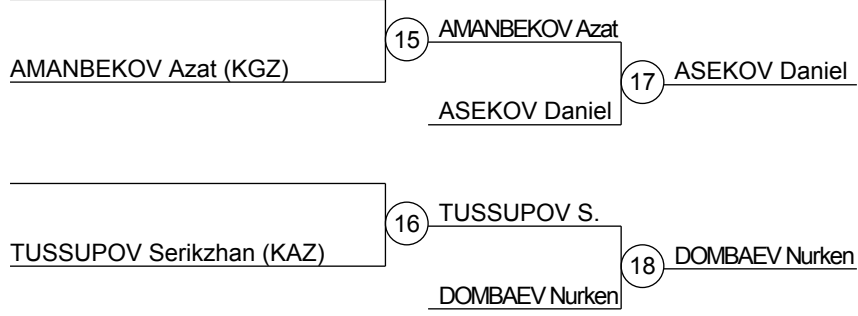 15
AMANBEKOV Azat
AMANBEKOV Azat (KGZ)
17
ASEKOV Daniel
ASEKOV Daniel
16
TUSSUPOV S.
TUSSUPOV Serikzhan (KAZ)
18
DOMBAEV Nurken
DOMBAEV Nurken